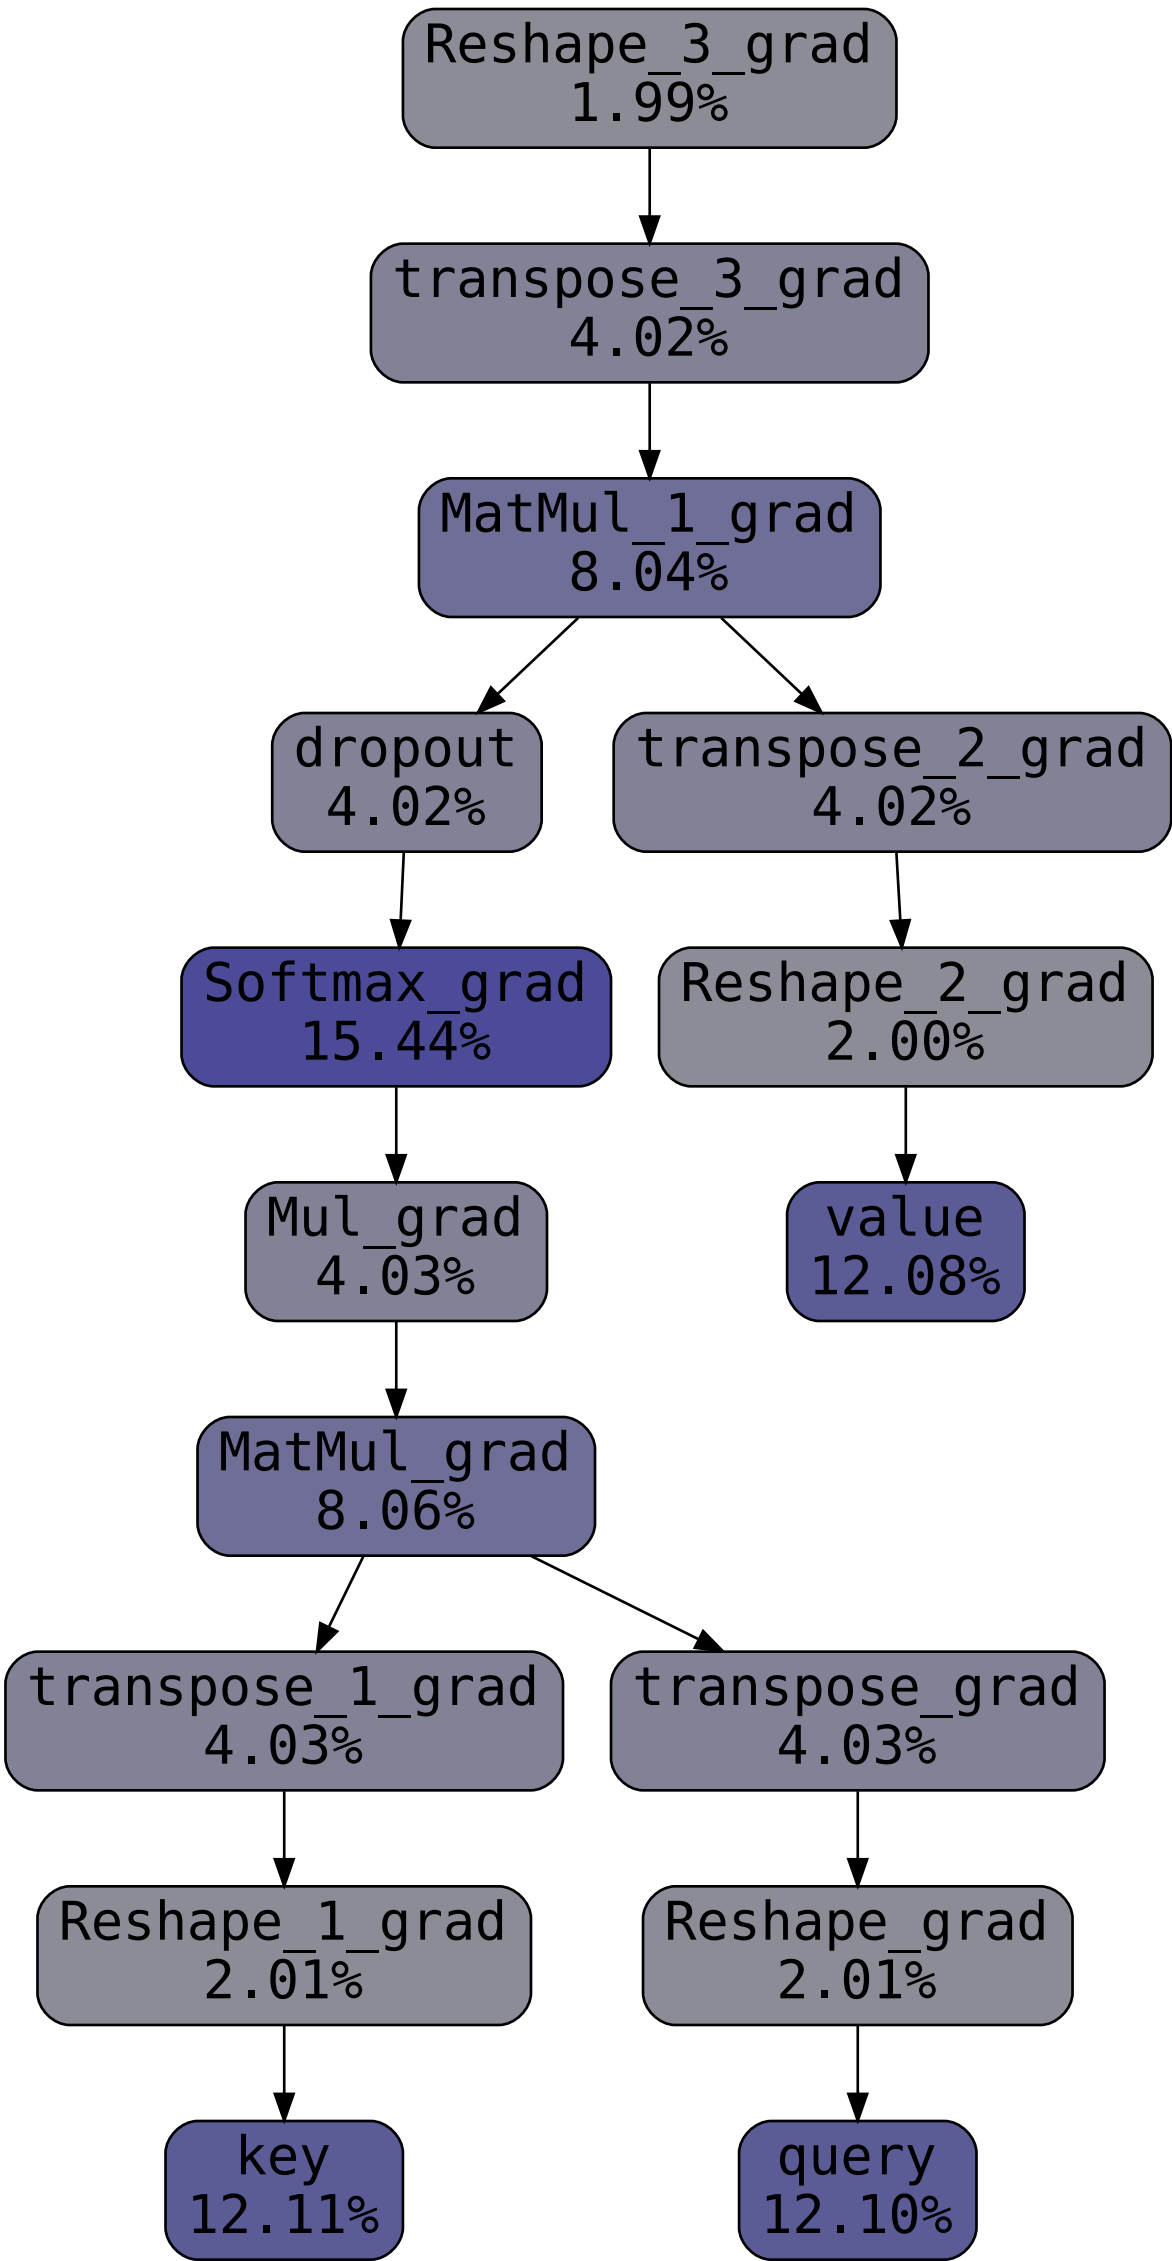 Reshape_3_grad
1.99%
transpose_3_grad
4.02%
MatMul_1_grad
8.04%
dropout
4.02%
transpose_2_grad
4.02%
Softmax_grad
15.44%
Reshape_2_grad
2.00%
Mul_grad
4.03%
value
12.08%
MatMul_grad
8.06%
transpose_1_grad
4.03%
transpose_grad
4.03%
Reshape_1_grad
2.01%
Reshape_grad
2.01%
key
12.11%
query
12.10%